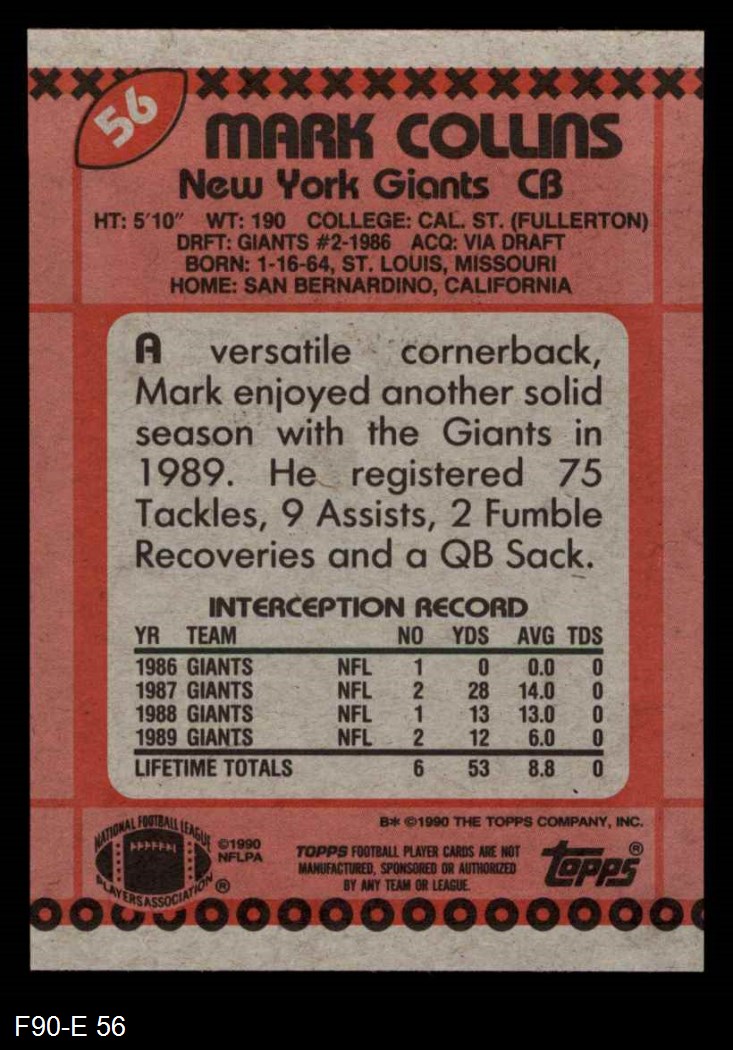 56
MARK COLLINS
New York Giants CB
HT: 5'10" WT: 190 COLLEGE: CAL. ST. (FULLERTON)
DRFT: GIANTS #2-1986 ACQ: VIA DRAFT
BORN: 1-16-64, ST. LOUIS, MISSOURI
HOME: SAN BERNARDINO, CALIFORNIA
A versatile cornerback,
Mark enjoyed another solid
season with the Giants in
1989. He registered 75
Tackles, 9 Assists, 2 Fumble
Recoveries and a QB Sack.
INTERCEPTION RECORD
YR TEAM NO YDS AVG TDS
1986 GIANTS NFL 1 0 0.0 0
1987 GIANTS NFL 2 28 14.0 0
1988 GIANTS NFL 1 13 13.0 0
1989 GIANTS NFL 2 12 6.0 0
LIFETIME TOTALS 6 53 8.8 0
B* ©1990 THE TOPPS COMPANY, INC.
NATIONAL FOOTBALL LEAGUE
PLAYERS ASSOCIATION ®
©1990
NFLPA
TOPPS FOOTBALL PLAYER CARDS ARE NOT
MANUFACTURED, SPONSORED OR AUTHORIZED
BY ANY TEAM OR LEAGUE.
topps ®
F90-E 56